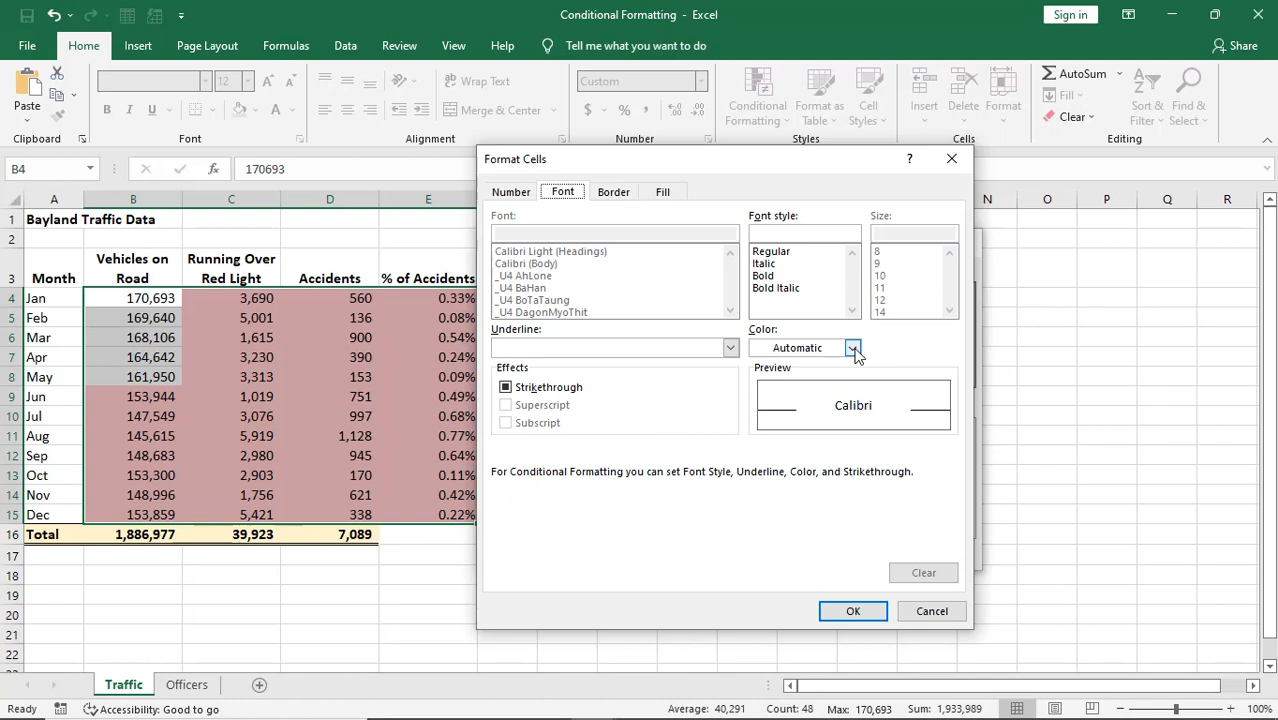 Conditional Formatting - Excel
Sign in
File Home Insert Page Layout Formulas Data Review View Help Tell me what you want to do Share
Paste
Clipboard
12
B I U A A A
Font
ab Wrap Text
Merge & Center
Alignment
Custom
$ % ,
Number
Conditional Formatting
Format as Table
Cell Styles
Styles
Insert Delete Format
Cells
AutoSum
Fill
Clear
Sort & Filter
Find & Select
Editing
B4 fx 170693
A B C D E N O P Q R
1 Bayland Traffic Data
2
Vehicles on Running Over
3 Month Road Red Light Accidents % of Accidents
4 Jan 170,693 3,690 560 0.33%
5 Feb 169,640 5,001 136 0.08%
6 Mar 168,106 1,615 900 0.54%
7 Apr 164,642 3,230 390 0.24%
8 May 161,950 3,313 153 0.09%
9 Jun 153,944 1,019 751 0.49%
10 Jul 147,549 3,076 997 0.68%
11 Aug 145,615 5,919 1,128 0.77%
12 Sep 148,683 2,980 945 0.64%
13 Oct 153,300 2,903 170 0.11%
14 Nov 148,996 1,756 621 0.42%
15 Dec 153,859 5,421 338 0.22%
16 Total 1,886,977 39,923 7,089
17
18
19
20
21
22
Format Cells ?
Number Font Border Fill
Font: Font style: Size:
Calibri Light (Headings) Regular 8
Calibri (Body) Italic 9
_U4 AhLone Bold 10
_U4 BaHan Bold Italic 11
_U4 BoTaTaung 12
_U4 DagonMyoThit 14
Underline: Color:
Automatic
Effects Preview
Strikethrough
Superscript
Subscript
Calibri
For Conditional Formatting you can set Font Style, Underline, Color, and Strikethrough.
Clear
OK Cancel
Traffic Officers
Ready Accessibility: Good to go Average: 40,291 Count: 48 Max: 170,693 Sum: 1,933,989 100%